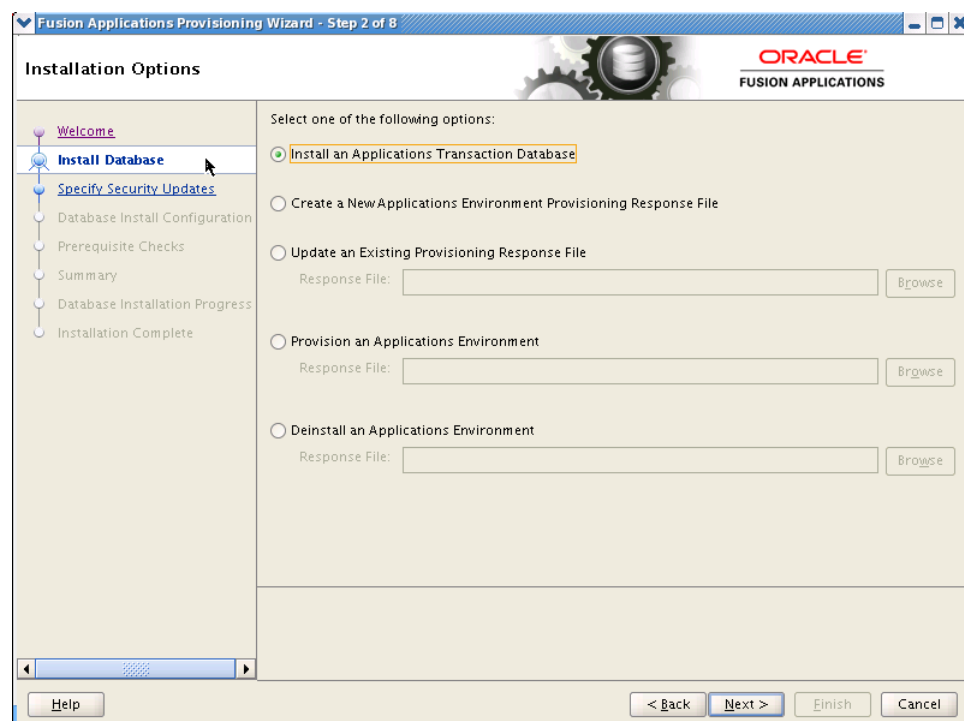 Fusion Applications Provisioning Wizard - Step 2 of 8
Installation Options
ORACLE
FUSION APPLICATIONS
Welcome
Install Database
Specify Security Updates
Database Install Configuration
Prerequisite Checks
Summary
Database Installation Progress
Installation Complete
Select one of the following options:
Install an Applications Transaction Database
Create a New Applications Environment Provisioning Response File
Update an Existing Provisioning Response File
Response File:
Browse
Provision an Applications Environment
Response File:
Browse
Deinstall an Applications Environment
Response File:
Browse
Help
< Back
Next >
Finish
Cancel